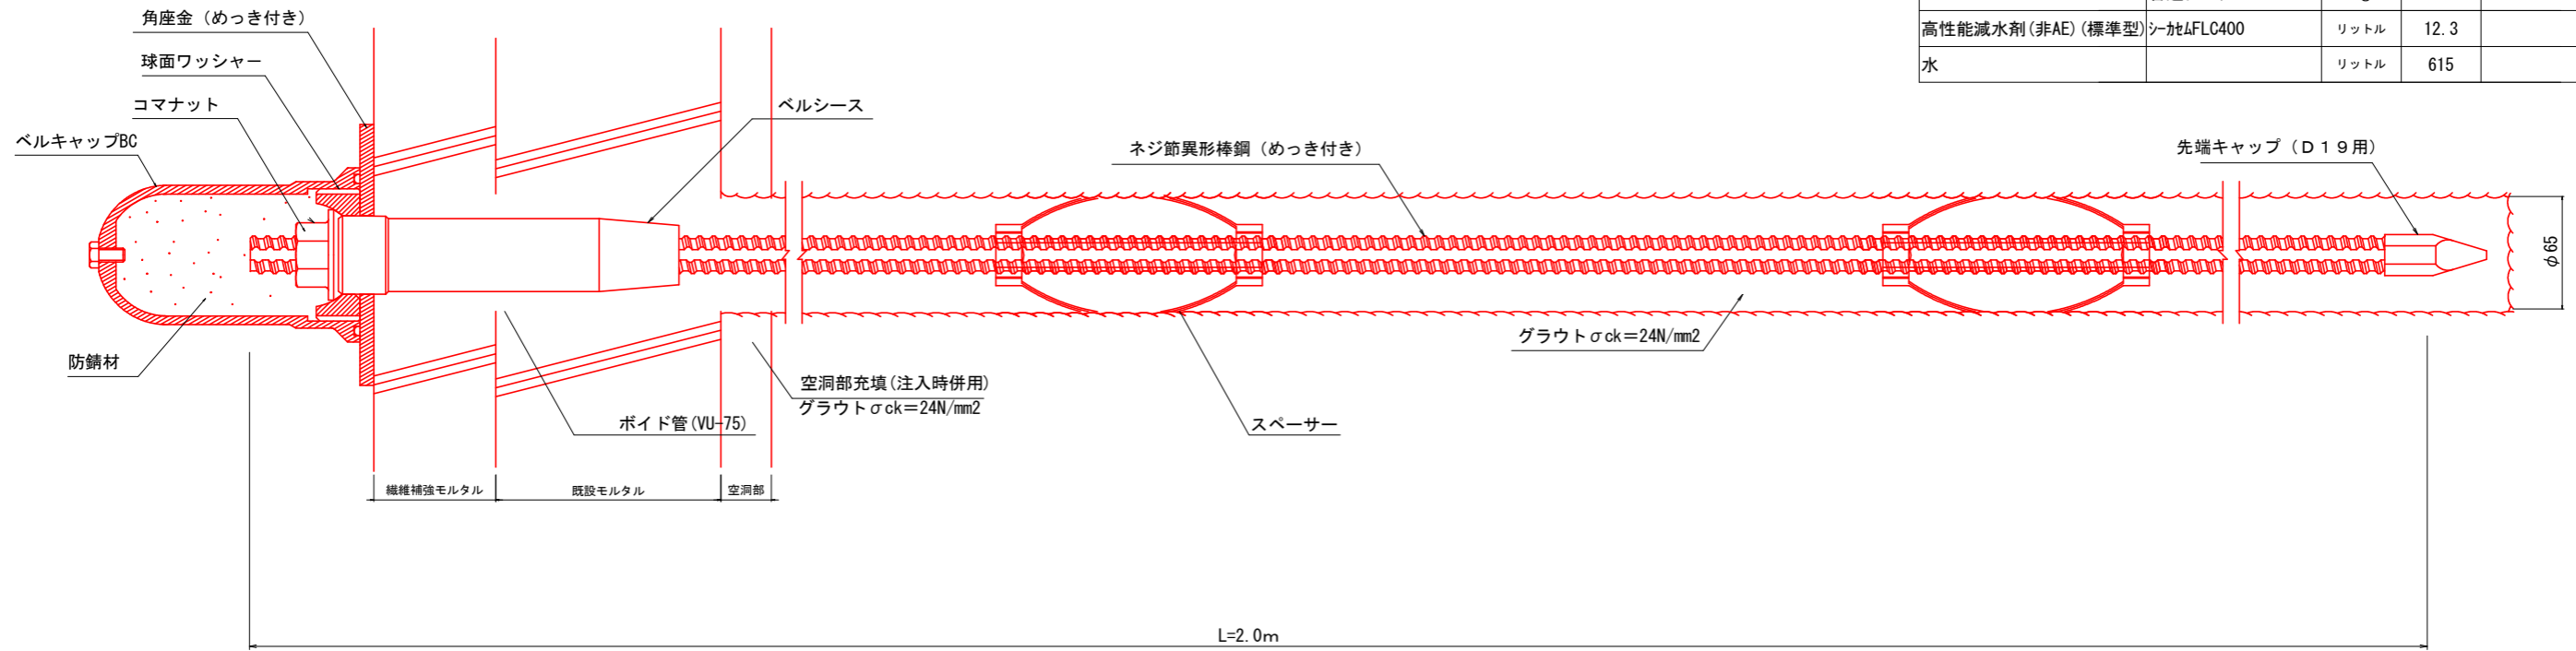 高性能減水剤(非AE)(標準型) シーカセムFLC400 リットル 12.3
水 リットル 615
角座金（めっき付き）
球面ワッシャー
コマナット
ベルキャップBC
ベルシース
ネジ節異形棒鋼（めっき付き）
先端キャップ（Ｄ１９用）
φ65
防錆材
グラウトσck＝24N/mm2
空洞部充填(注入時併用)
グラウトσck＝24N/mm2
ボイド管(VU-75)
スペーサー
繊維補強モルタル
既設モルタル
空洞部
L=2.0m